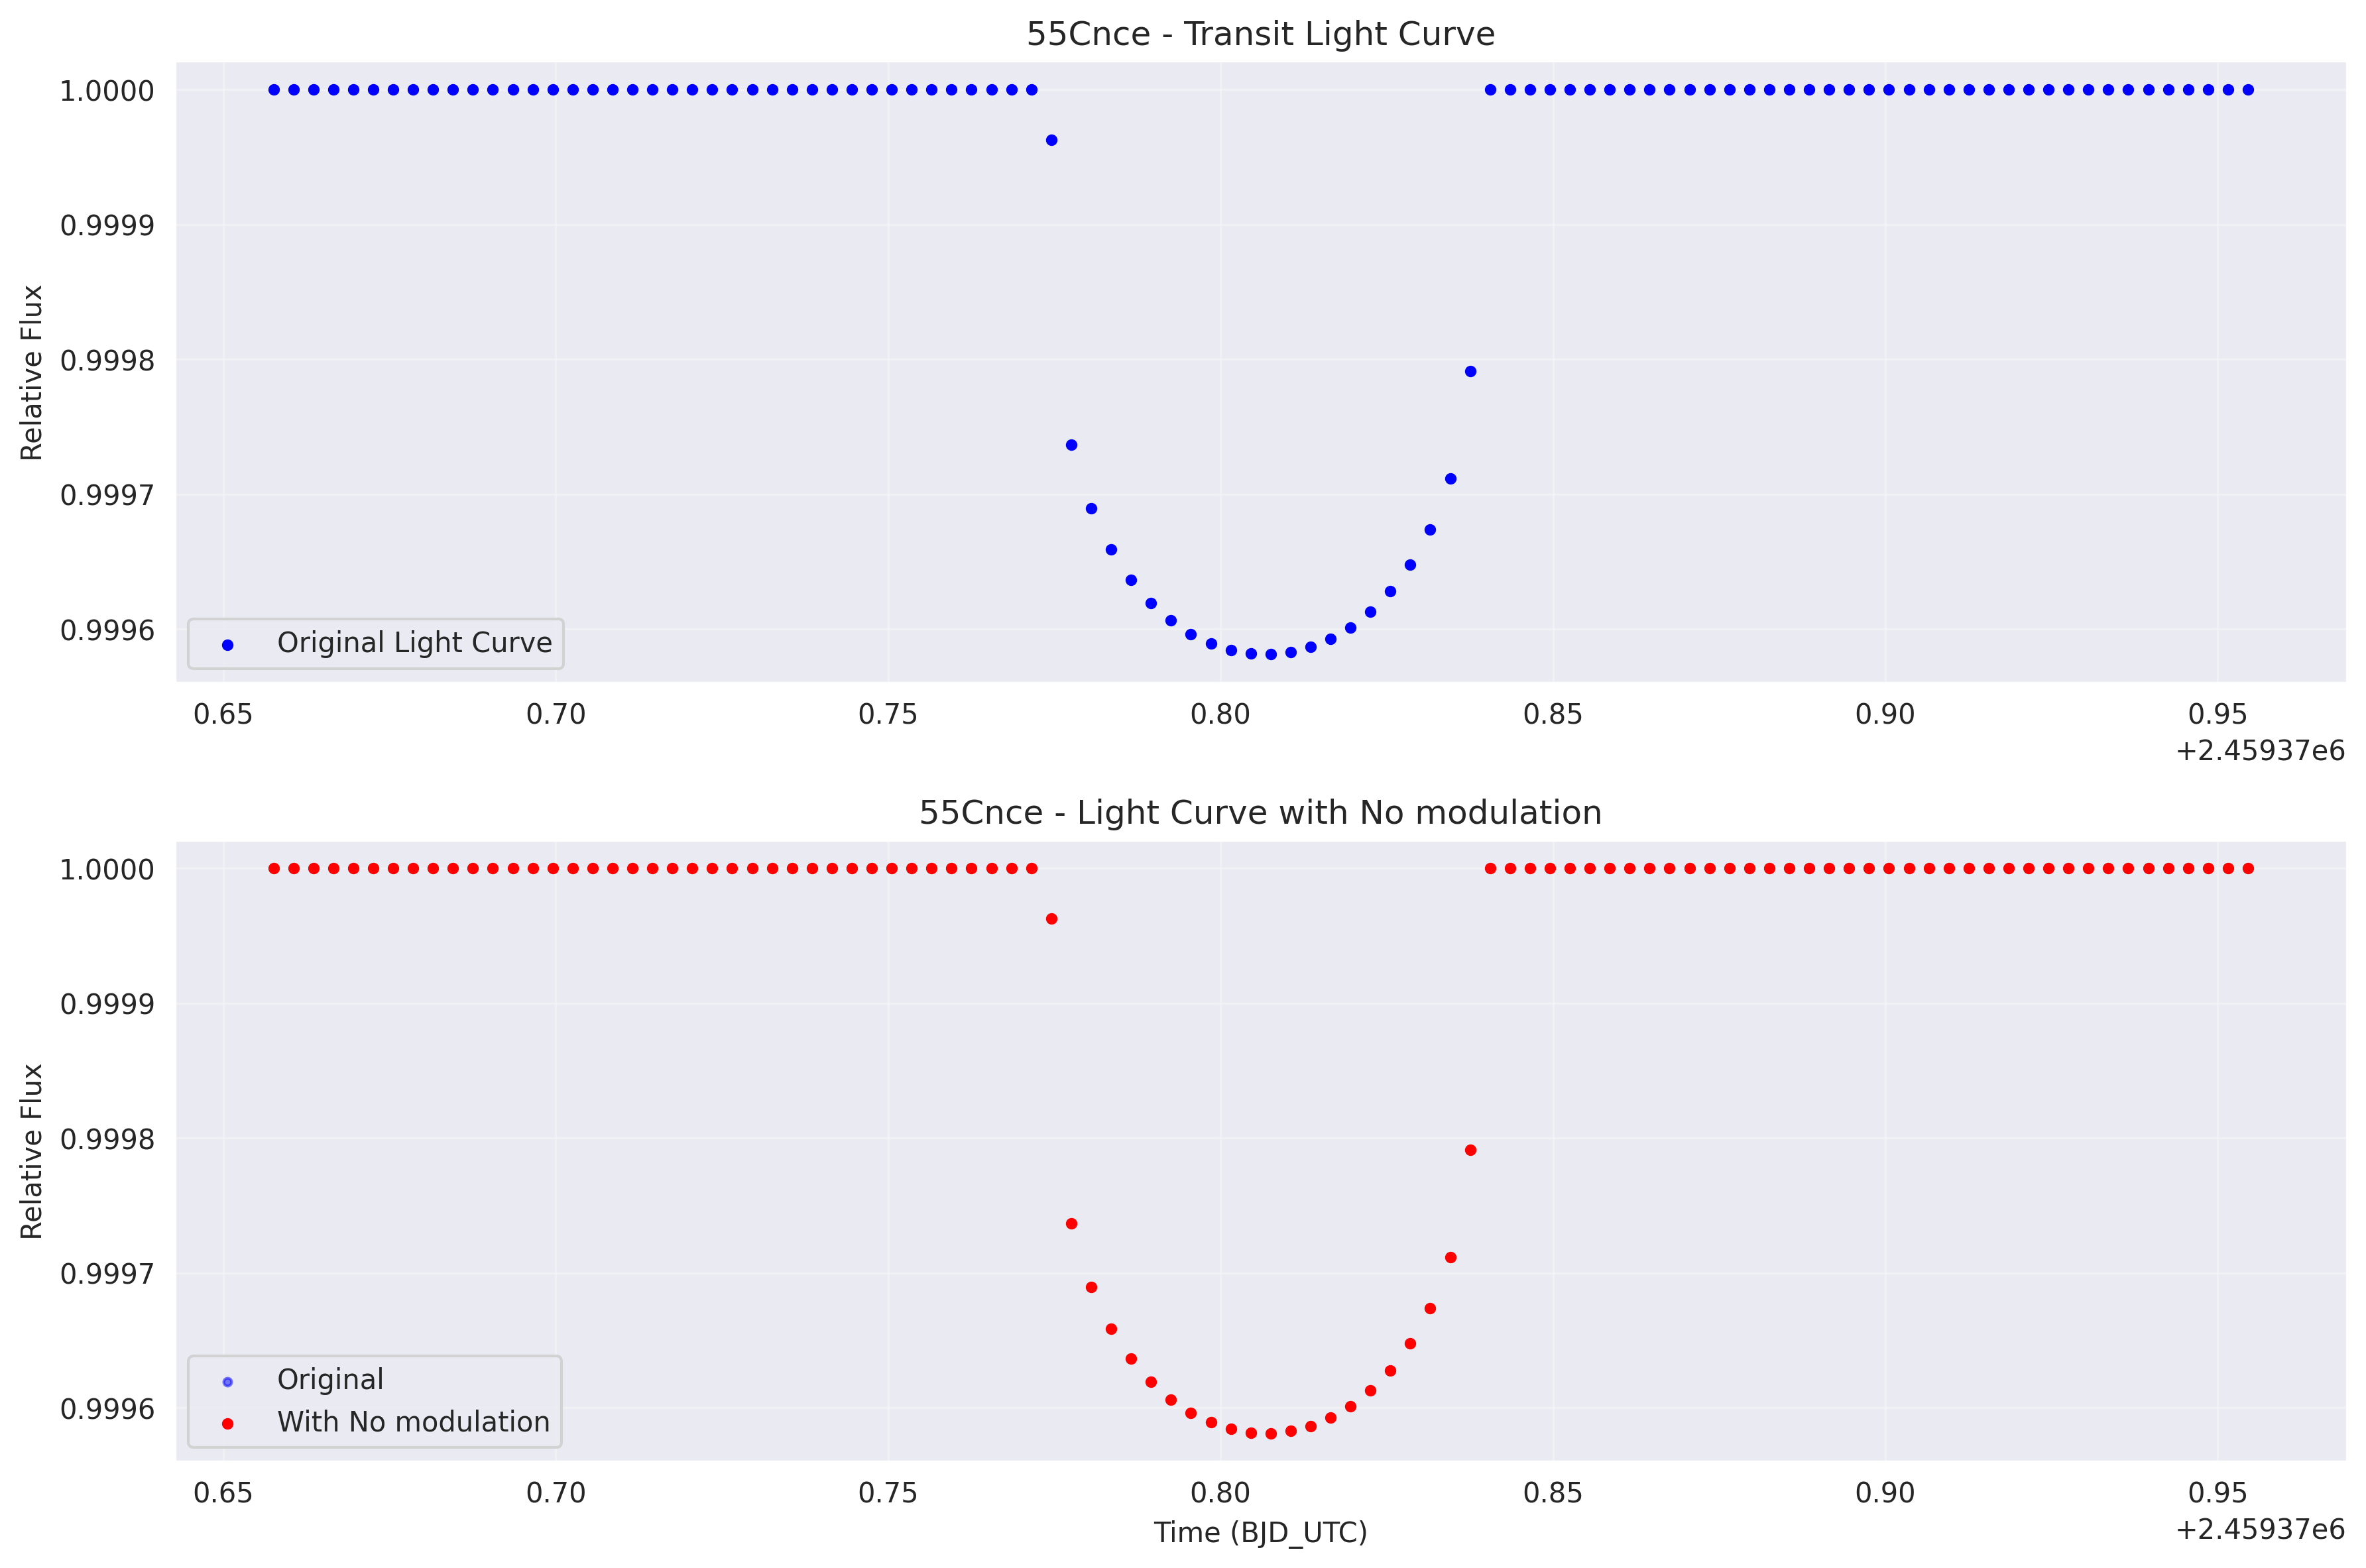 55Cnce - Transit Light Curve
Relative Flux
1.0000
0.9999
0.9998
0.9997
0.9996
Original Light Curve
0.65 0.70 0.75 0.80 0.85 0.90 0.95
+2.45937e6
55Cnce - Light Curve with No modulation
Relative Flux
1.0000
0.9999
0.9998
0.9997
0.9996
Original
With No modulation
0.65 0.70 0.75 0.80 0.85 0.90 0.95
Time (BJD_UTC)
+2.45937e6